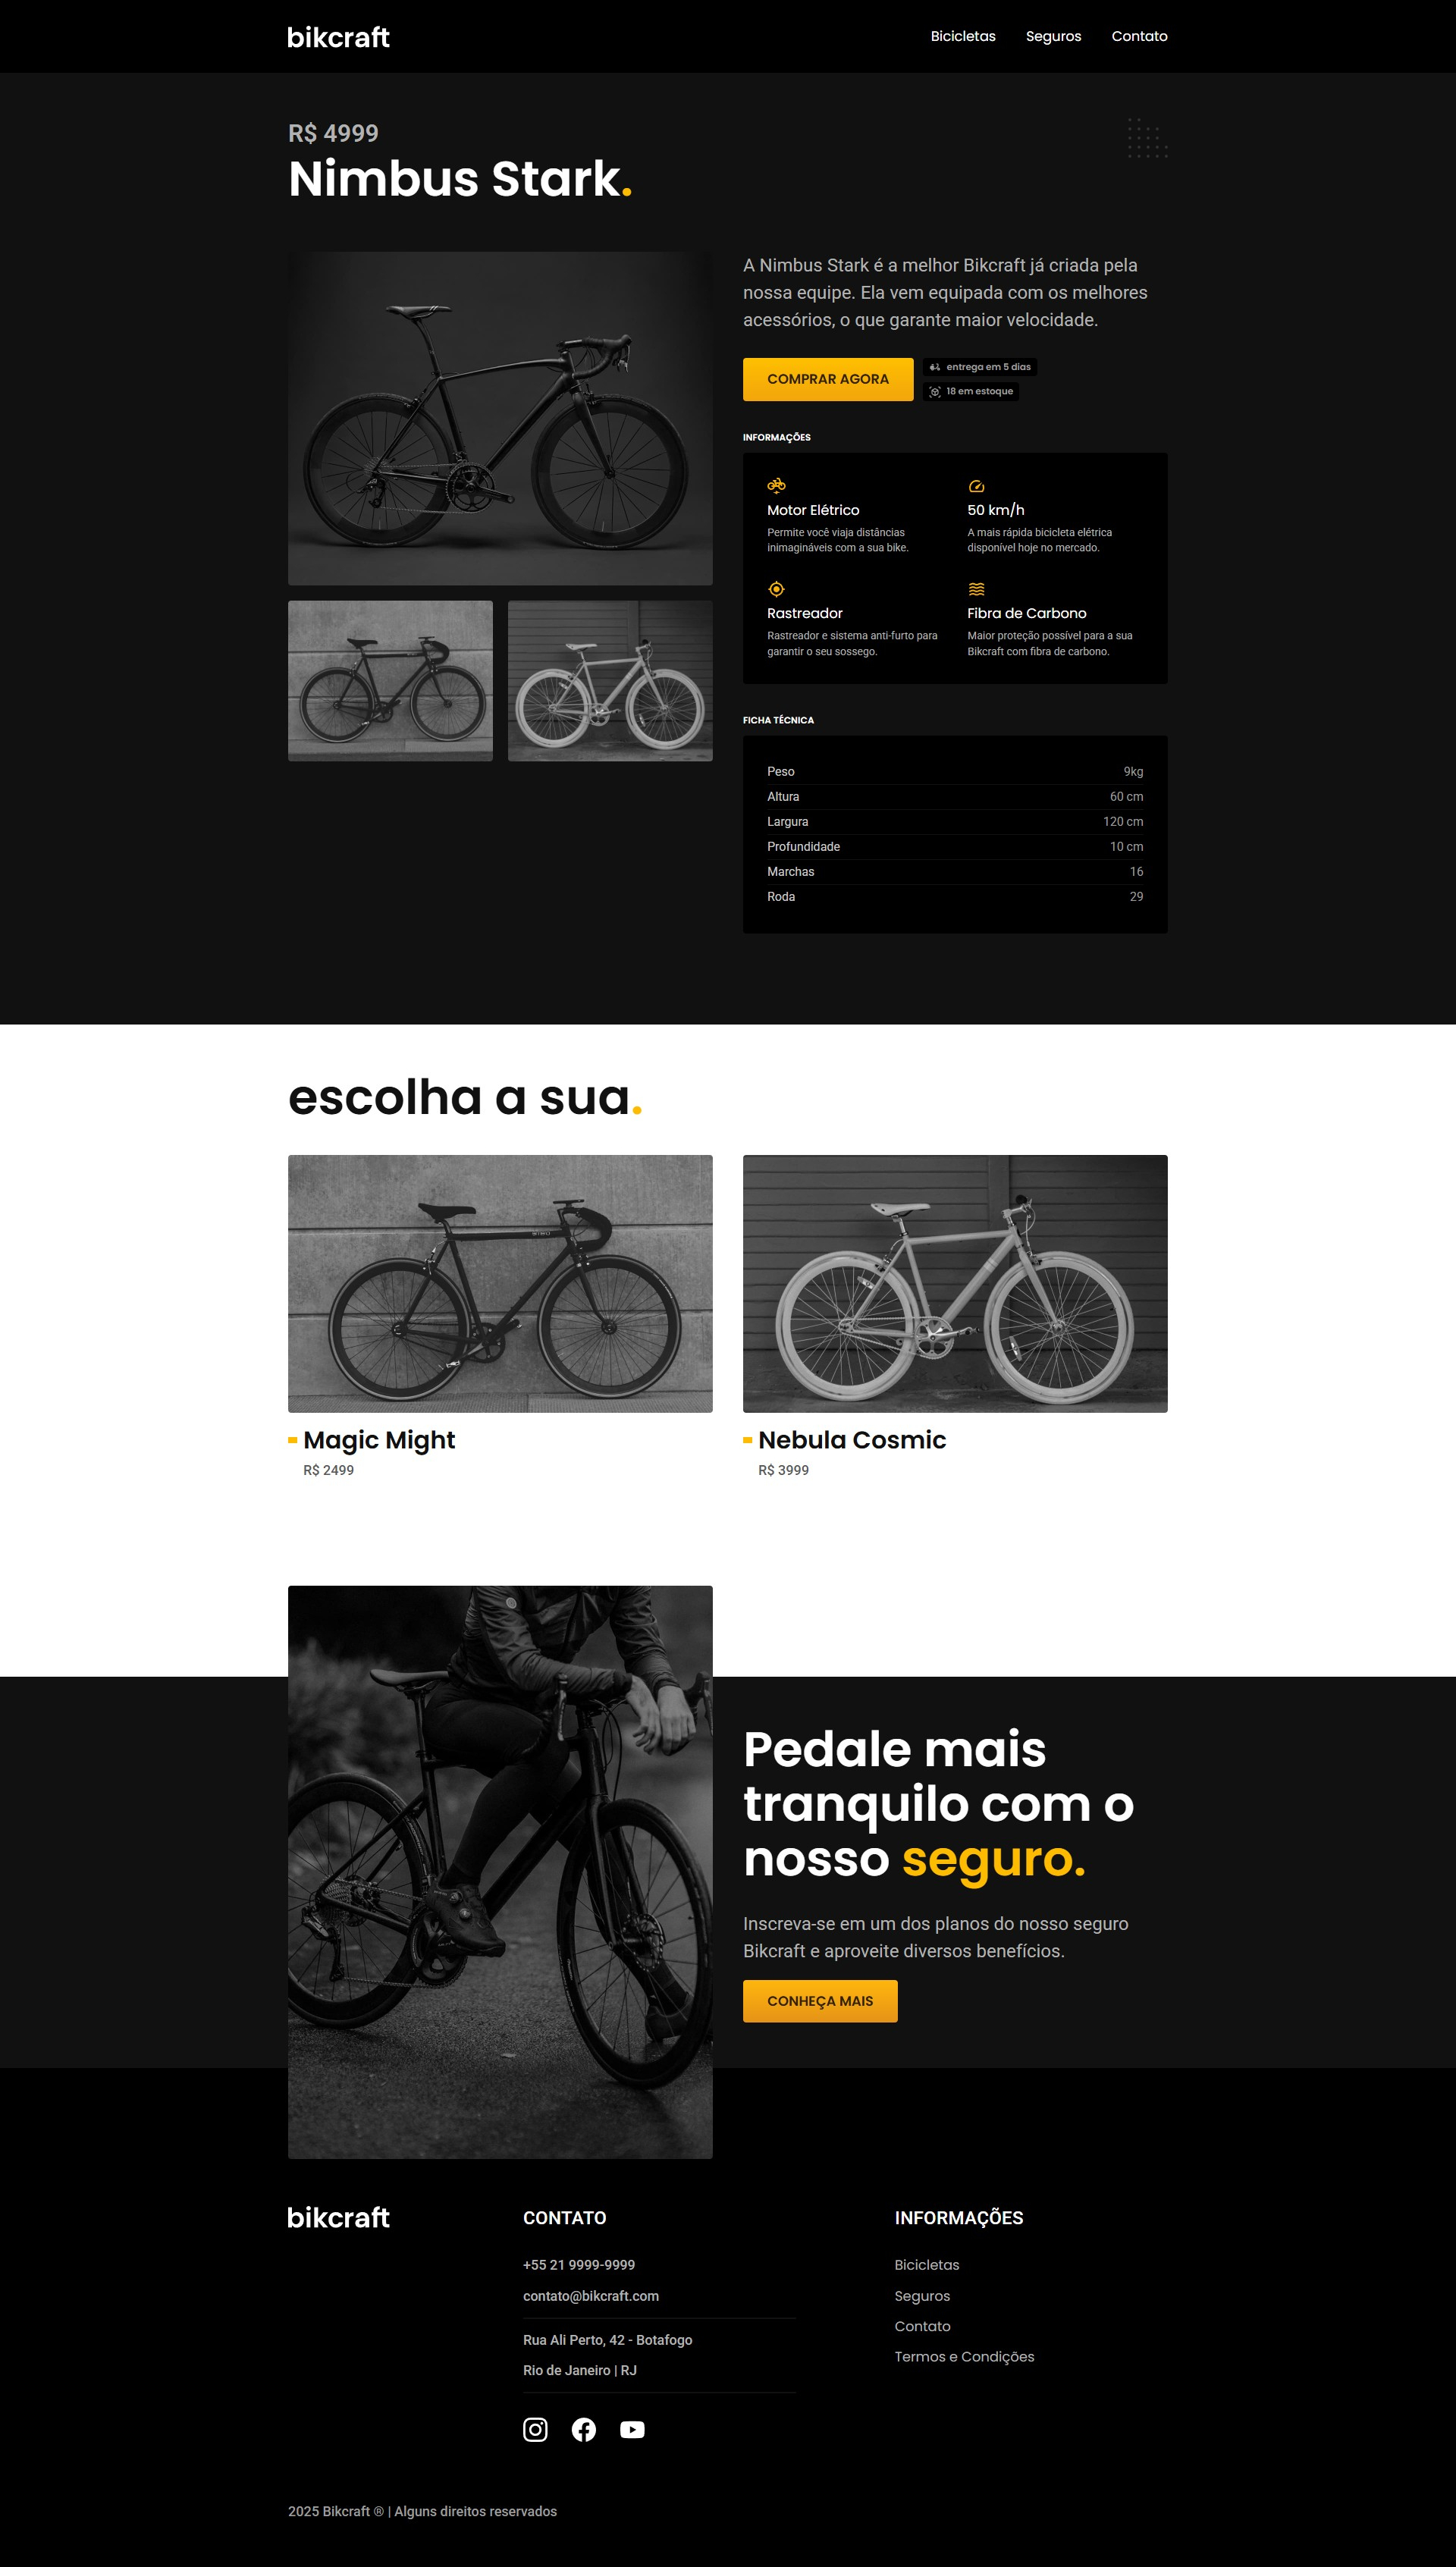 bikcraft
Bicicletas
Seguros
Contato
R$ 4999
Nimbus Stark.
A Nimbus Stark é a melhor Bikcraft já criada pela
nossa equipe. Ela vem equipada com os melhores
acessórios, o que garante maior velocidade.
COMPRAR AGORA
entrega em 5 dias
18 em estoque
INFORMAÇÕES
Motor Elétrico
Permite você viaja distâncias
inimagináveis com a sua bike.
50 km/h
A mais rápida bicicleta elétrica
disponível hoje no mercado.
Rastreador
Rastreador e sistema anti-furto para
garantir o seu sossego.
Fibra de Carbono
Maior proteção possível para a sua
Bikcraft com fibra de carbono.
FICHA TÉCNICA
Peso 9kg
Altura 60 cm
Largura 120 cm
Profundidade 10 cm
Marchas 16
Roda 29
escolha a sua.
Magic Might
R$ 2499
Nebula Cosmic
R$ 3999
Pedale mais
tranquilo com o
nosso seguro.
Inscreva-se em um dos planos do nosso seguro
Bikcraft e aproveite diversos benefícios.
CONHEÇA MAIS
bikcraft
CONTATO
+55 21 9999-9999
contato@bikcraft.com
Rua Ali Perto, 42 - Botafogo
Rio de Janeiro | RJ
INFORMAÇÕES
Bicicletas
Seguros
Contato
Termos e Condições
2025 Bikcraft ® | Alguns direitos reservados